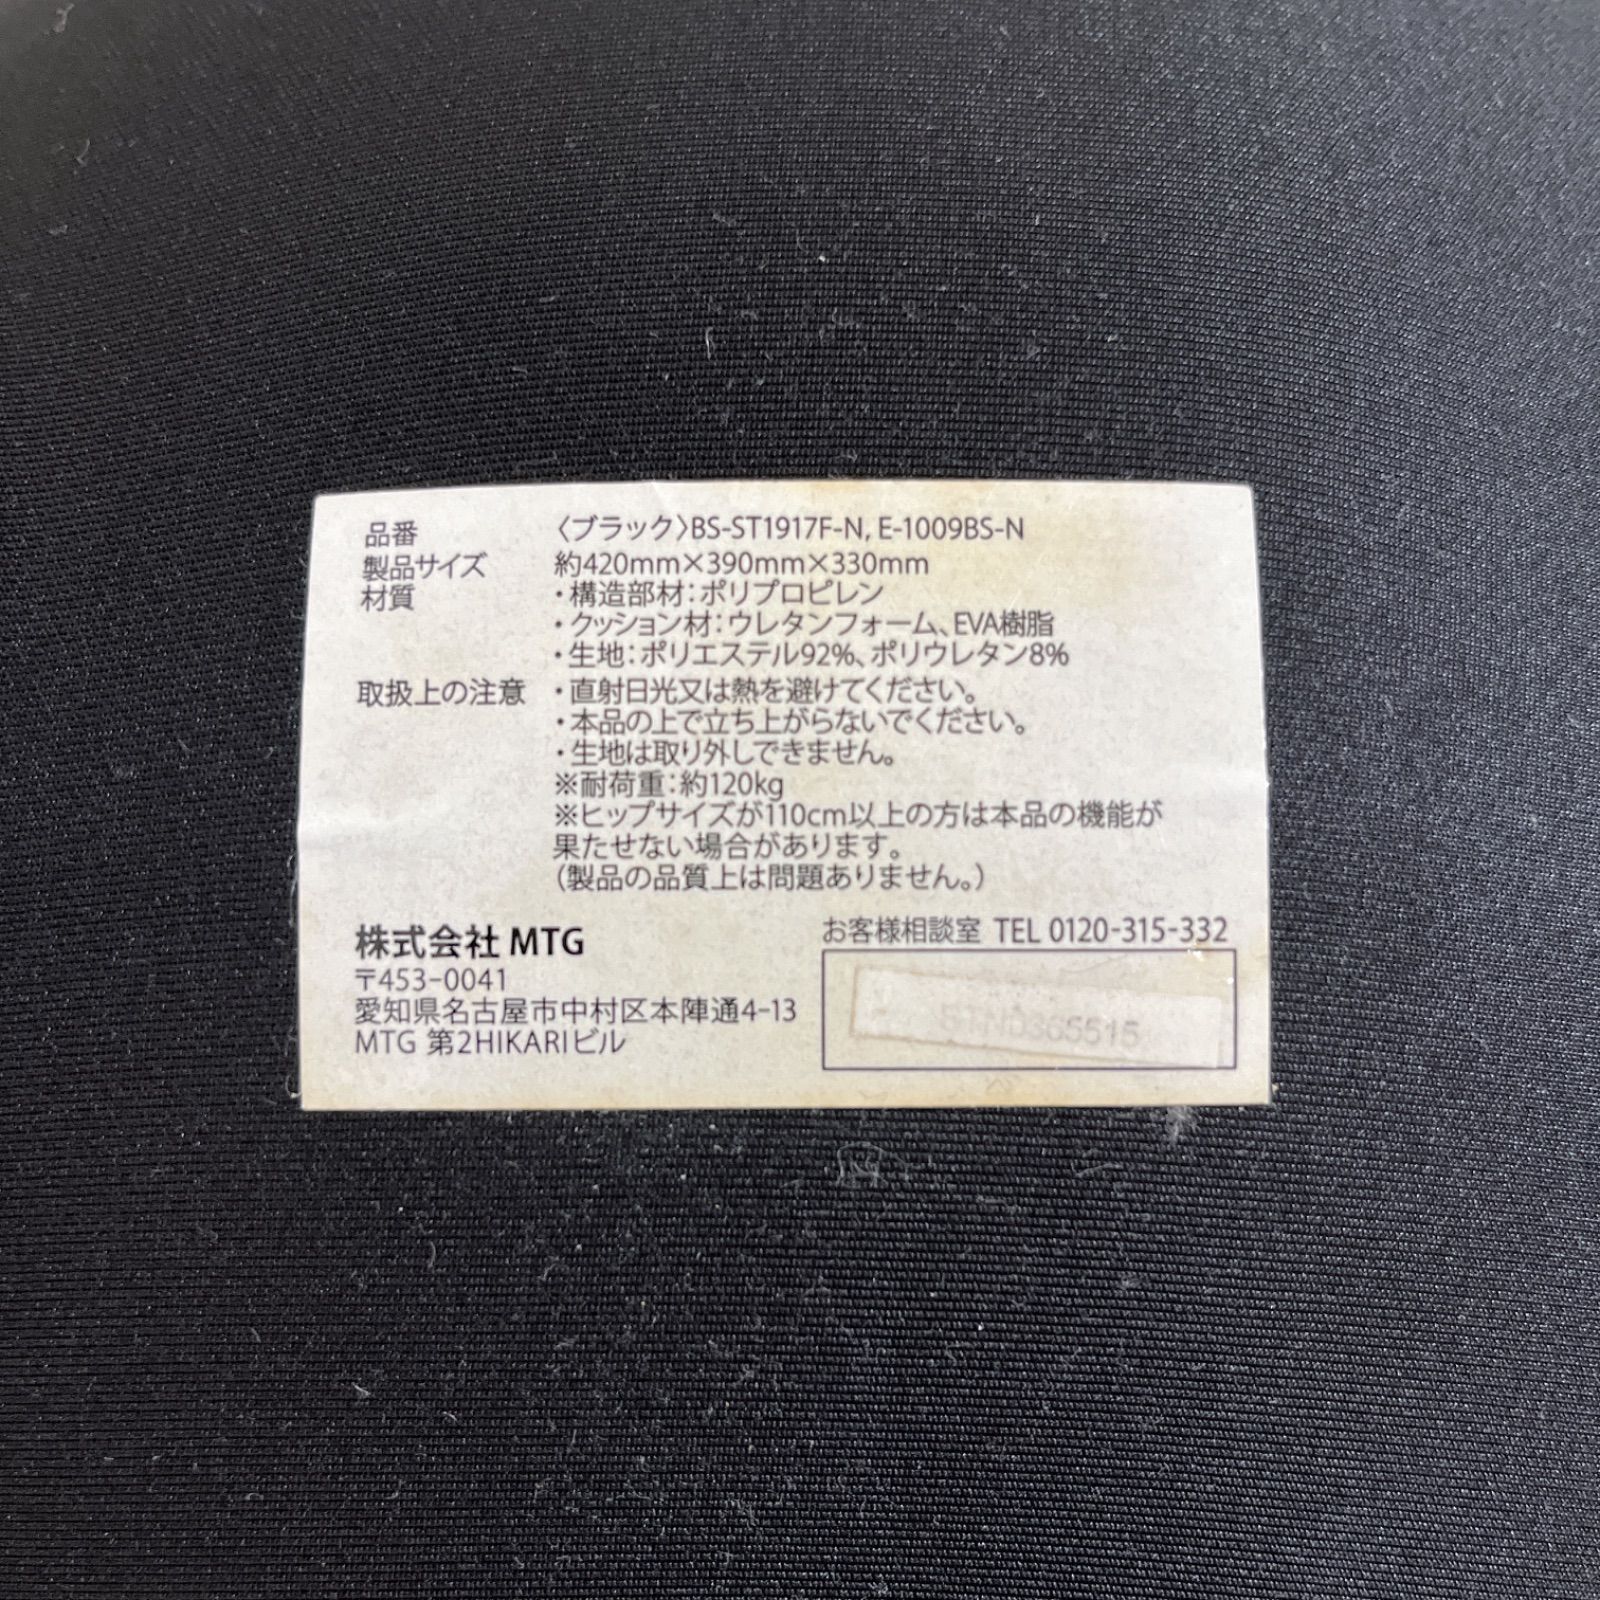 品番 〈ブラック〉BS-ST1917F-N, E-1009BS-N
製品サイズ 約420mm×390mm×330mm
材質 ・構造部材：ポリプロピレン
・クッション材：ウレタンフォーム、EVA樹脂
・生地：ポリエステル92%、ポリウレタン8%
取扱上の注意 ・直射日光又は熱を避けてください。
・本品の上で立ち上がらないでください。
・生地は取り外しできません。
※耐荷重：約120kg
※ヒップサイズが110cm以上の方は本品の機能が
果たせない場合があります。
（製品の品質上は問題ありません。）
お客様相談室 TEL 0120-315-332
株式会社 MTG
〒453-0041
愛知県名古屋市中村区本陣通4-13
MTG 第2HIKARIビル